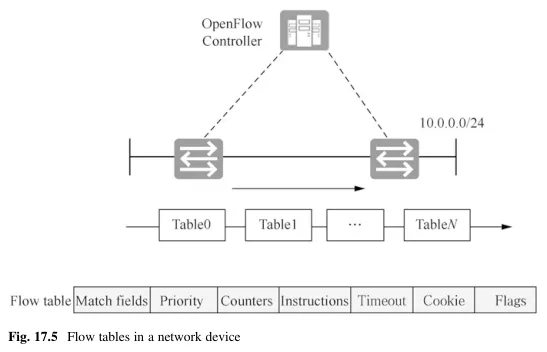 OpenFlow
Controller
10.0.0.0/24
Table0 Table1 ... TableN
Flow table Match fields Priority Counters Instructions Timeout Cookie Flags
Fig. 17.5 Flow tables in a network device